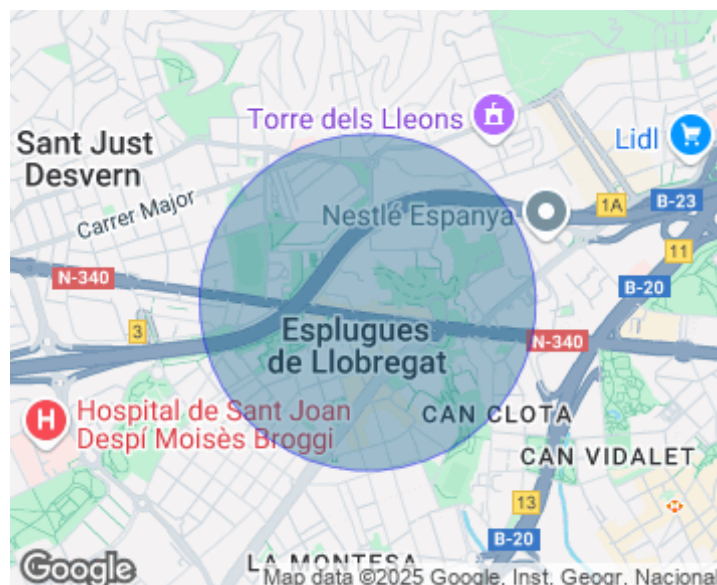 Torre dels Lleons
Lidl
Sant Just
Desvern
Carrer Major
Nestlé Espanya
1A
B-23
11
N-340
B-20
3
Esplugues
de Llobregat
N-340
H
Hospital de Sant Joan
Despí Moisès Broggi
CAN CLOTA
CAN VIDALET
13
B-20
LA MONTESA
Google
Map data ©2025 Google, Inst. Geogr. Nacional